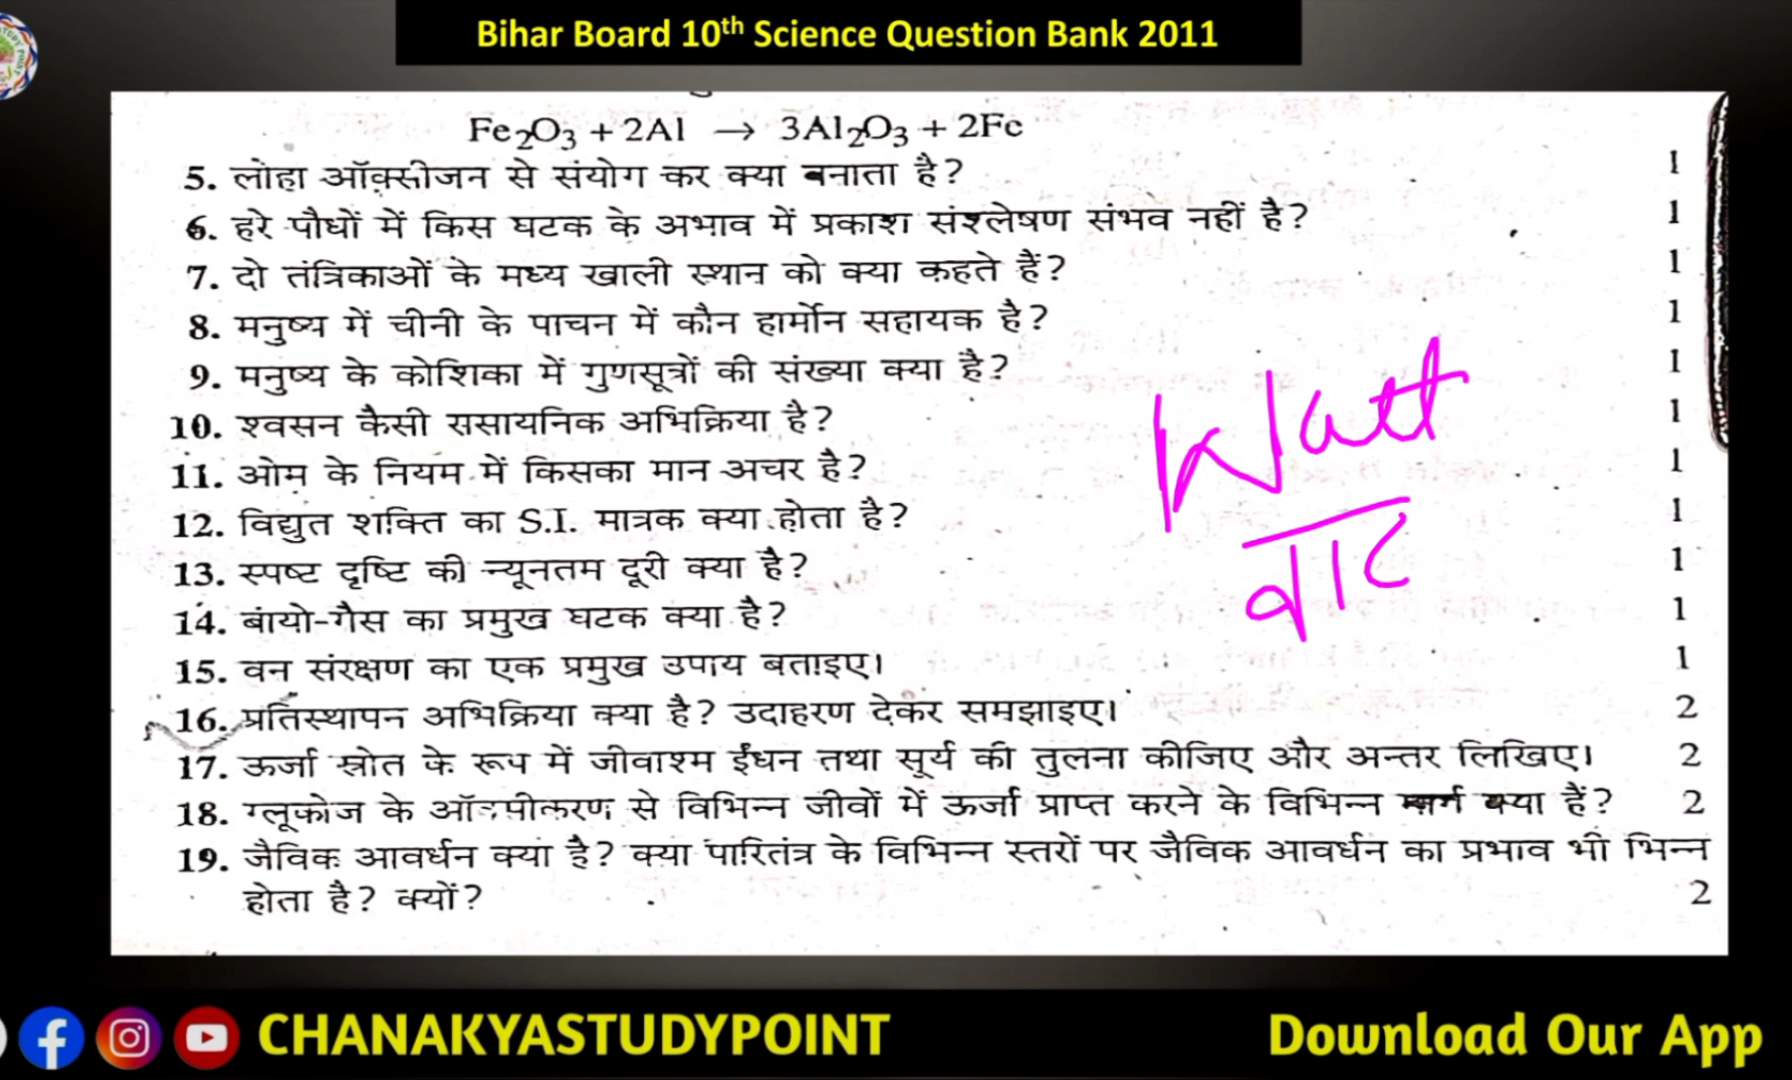 Bihar Board 10th Science Question Bank 2011
Fe2O3 + 2Al → 3Al2O3 + 2Fe
5. लोहा ऑक्सीजन से संयोग कर क्या बनाता है? 1
6. हरे पौधों में किस घटक के अभाव में प्रकाश संश्लेषण संभव नहीं है? 1
7. दो तंत्रिकाओं के मध्य खाली स्थान को क्या कहते हैं? 1
8. मनुष्य में चीनी के पाचन में कौन हार्मोन सहायक है? 1
9. मनुष्य के कोशिका में गुणसूत्रों की संख्या क्या है? 1
10. श्वसन कैसी रासायनिक अभिक्रिया है? 1
11. ओम के नियम में किसका मान अचर है? 1
12. विद्युत शक्ति का S.I. मात्रक क्या होता है? 1
13. स्पष्ट दृष्टि की न्यूनतम दूरी क्या है? 1
14. बायो-गैस का प्रमुख घटक क्या है? 1
15. वन संरक्षण का एक प्रमुख उपाय बताइए। 1
16. प्रतिस्थापन अभिक्रिया क्या है? उदाहरण देकर समझाइए। 2
17. ऊर्जा स्रोत के रूप में जीवाश्म ईंधन तथा सूर्य की तुलना कीजिए और अन्तर लिखिए। 2
18. ग्लूकोज के ऑक्सीकरण से विभिन्न जीवों में ऊर्जा प्राप्त करने के विभिन्न मार्ग क्या हैं? 2
19. जैविक आवर्धन क्या है? क्या पारितंत्र के विभिन्न स्तरों पर जैविक आवर्धन का प्रभाव भी भिन्न
होता है? क्यों? 2
Watt
वाट
CHANAKYASTUDYPOINT
Download Our App